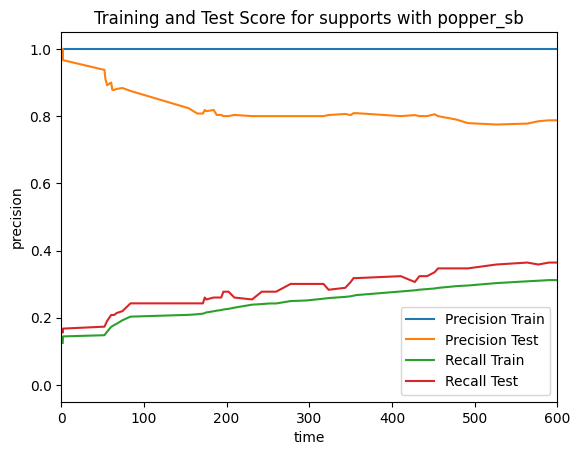 Training and Test Score for supports with popper_sb
precision
1.0
0.8
0.6
0.4
0.2
0.0
0
100
200
300
400
500
600
time
Precision Train
Precision Test
Recall Train
Recall Test